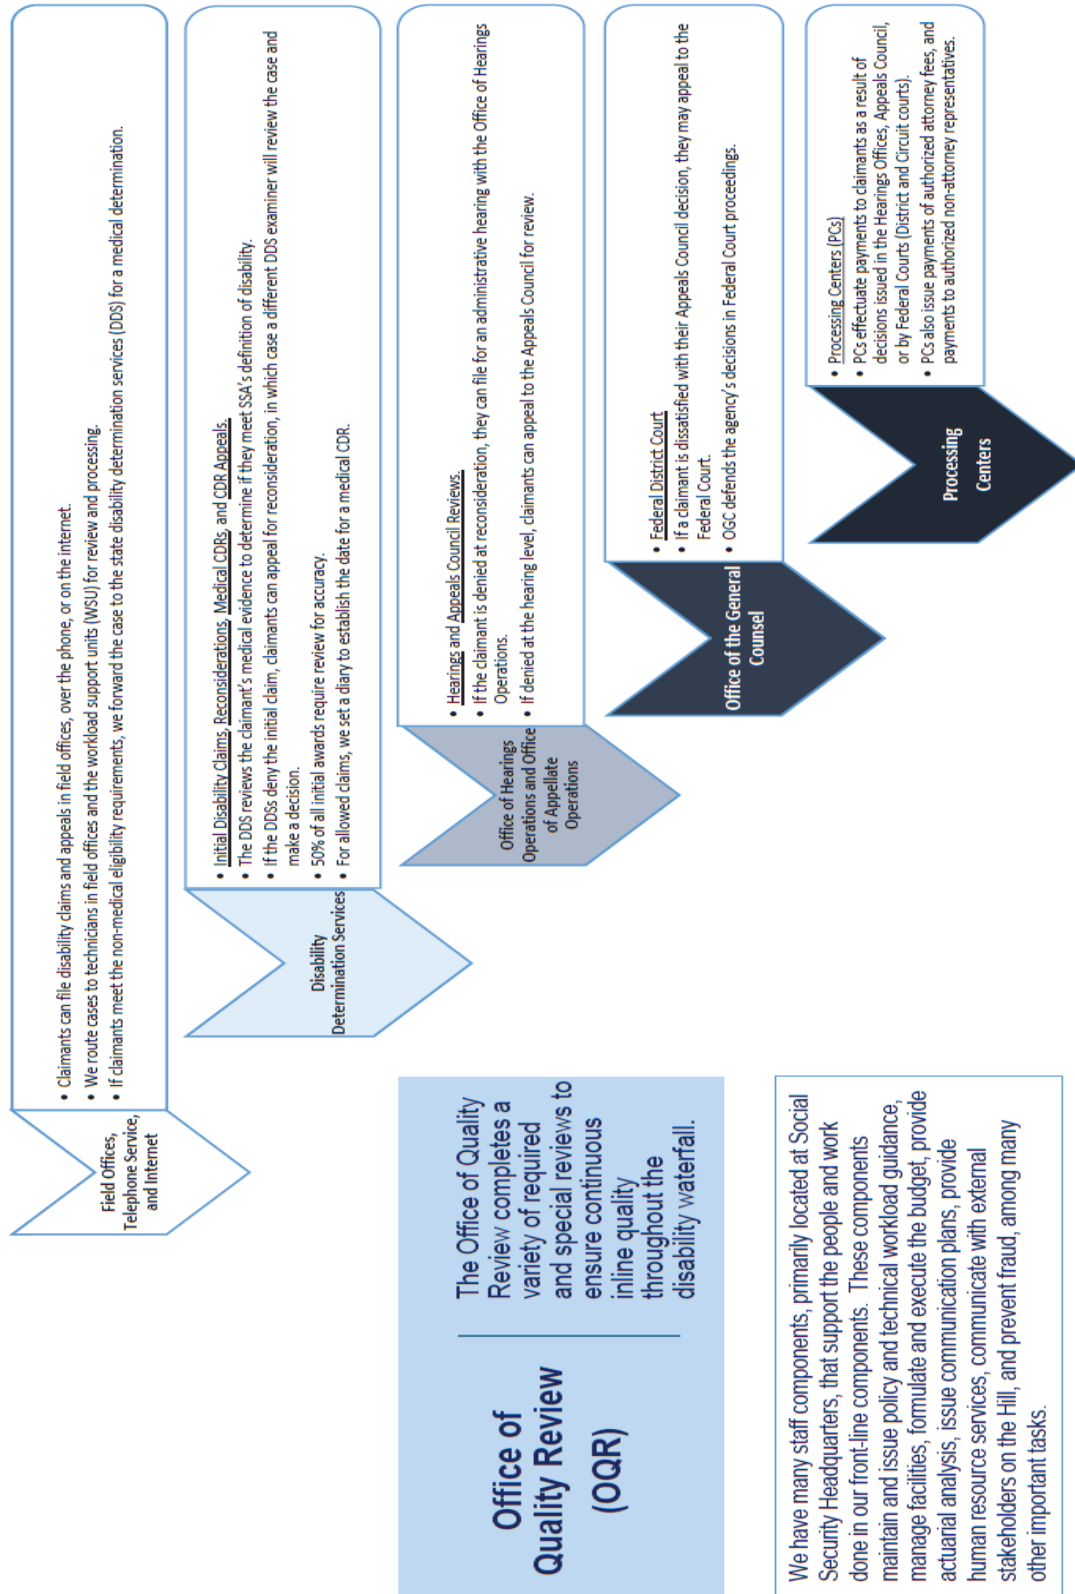 Field Offices,
Telephone Service,
and Internet
• Claimants can file disability claims and appeals in field offices, over the phone, or on the internet.
• We route cases to technicians in field offices and the workload support units (WSU) for review and processing.
• If claimants meet the non-medical eligibility requirements, we forward the case to the state disability determination services (DDS) for a medical determination.
Disability
Determination Services
• Initial Disability Claims, Reconsiderations, Medical CDRs, and CDR Appeals.
• The DDS reviews the claimant's medical evidence to determine if they meet SSA's definition of disability.
• If the DDSs deny the initial claim, claimants can appeal for reconsideration, in which case a different DDS examiner will review the case and
make a decision.
• 50% of all initial awards require review for accuracy.
• For allowed claims, we set a diary to establish the date for a medical CDR.
Office of Hearings
Operations and Office
of Appellate
Operations
• Hearings and Appeals Council Reviews.
• If the claimant is denied at reconsideration, they can file for an administrative hearing with the Office of Hearings
Operations.
• If denied at the hearing level, claimants can appeal to the Appeals Council for review.
Office of the General
Counsel
• Federal District Court
• If a claimant is dissatisfied with their Appeals Council decision, they may appeal to the
Federal Court.
• OGC defends the agency's decisions in Federal Court proceedings.
Processing
Centers
• Processing Centers (PCs)
• PCs effectuate payments to claimants as a result of
decisions issued in the Hearings Offices, Appeals Council,
or by Federal Courts (District and Circuit courts).
• PCs also issue payments of authorized attorney fees, and
payments to authorized non-attorney representatives.
Office of
Quality Review
(OQR)
The Office of Quality
Review completes a
variety of required
and special reviews to
ensure continuous
inline quality
throughout the
disability waterfall.
We have many staff components, primarily located at Social
Security Headquarters, that support the people and work
done in our front-line components.  These components
maintain and issue policy and technical workload guidance,
manage facilities, formulate and execute the budget, provide
actuarial analysis, issue communication plans, provide
human resource services, communicate with external
stakeholders on the Hill, and prevent fraud, among many
other important tasks.